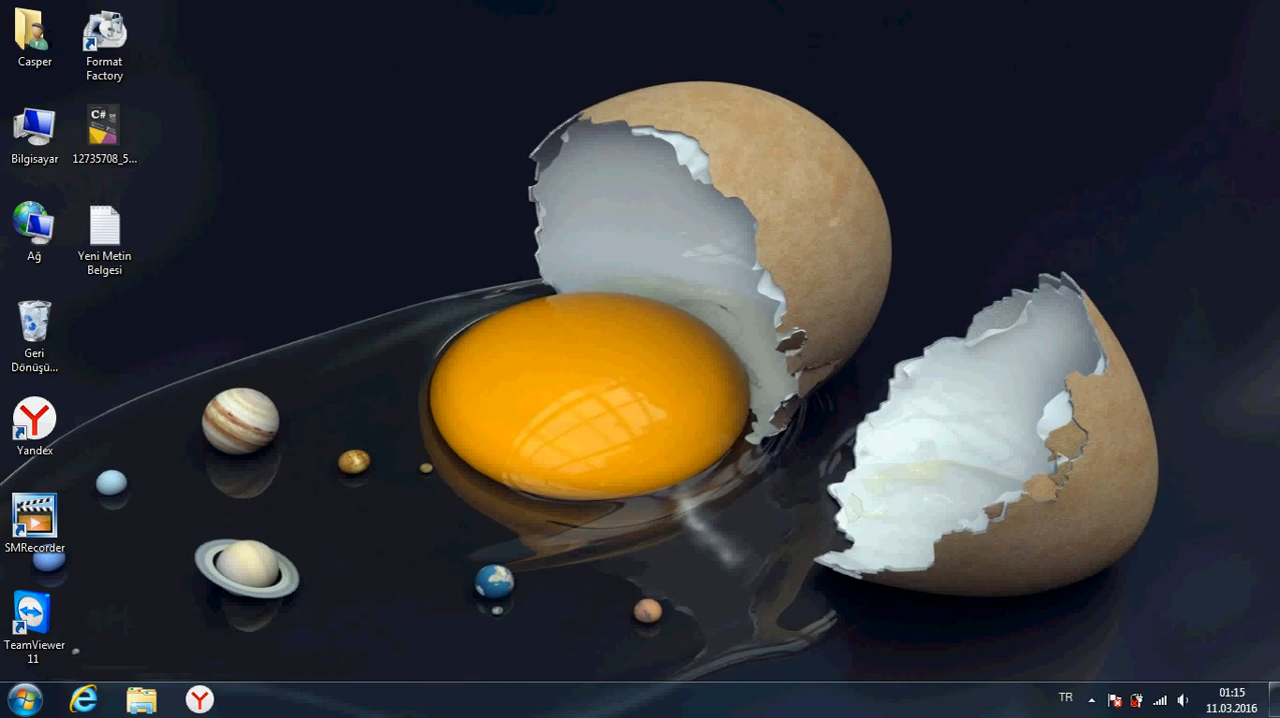 Casper
Format
Factory
Bilgisayar
C#
12735708_5...
Ağ
Yeni Metin
Belgesi
Geri
Dönüşü...
Yandex
SMRecorder
TeamViewer
11
TR
01:15
11.03.2016